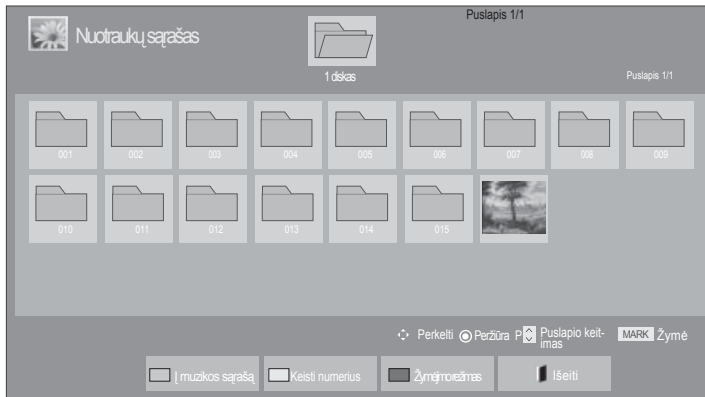 Puslapis 1/1
Nuotraukų sąrašas
1 diskas
Puslapis 1/1
001 002 003 004 005 006 007 008 009
010 011 012 013 014 015
Perkelti Peržiūra P Puslapio keit-
imas MARK Žymė
Į muzikos sąrašą Keisti numerius Žymėjimo režimas Išeiti